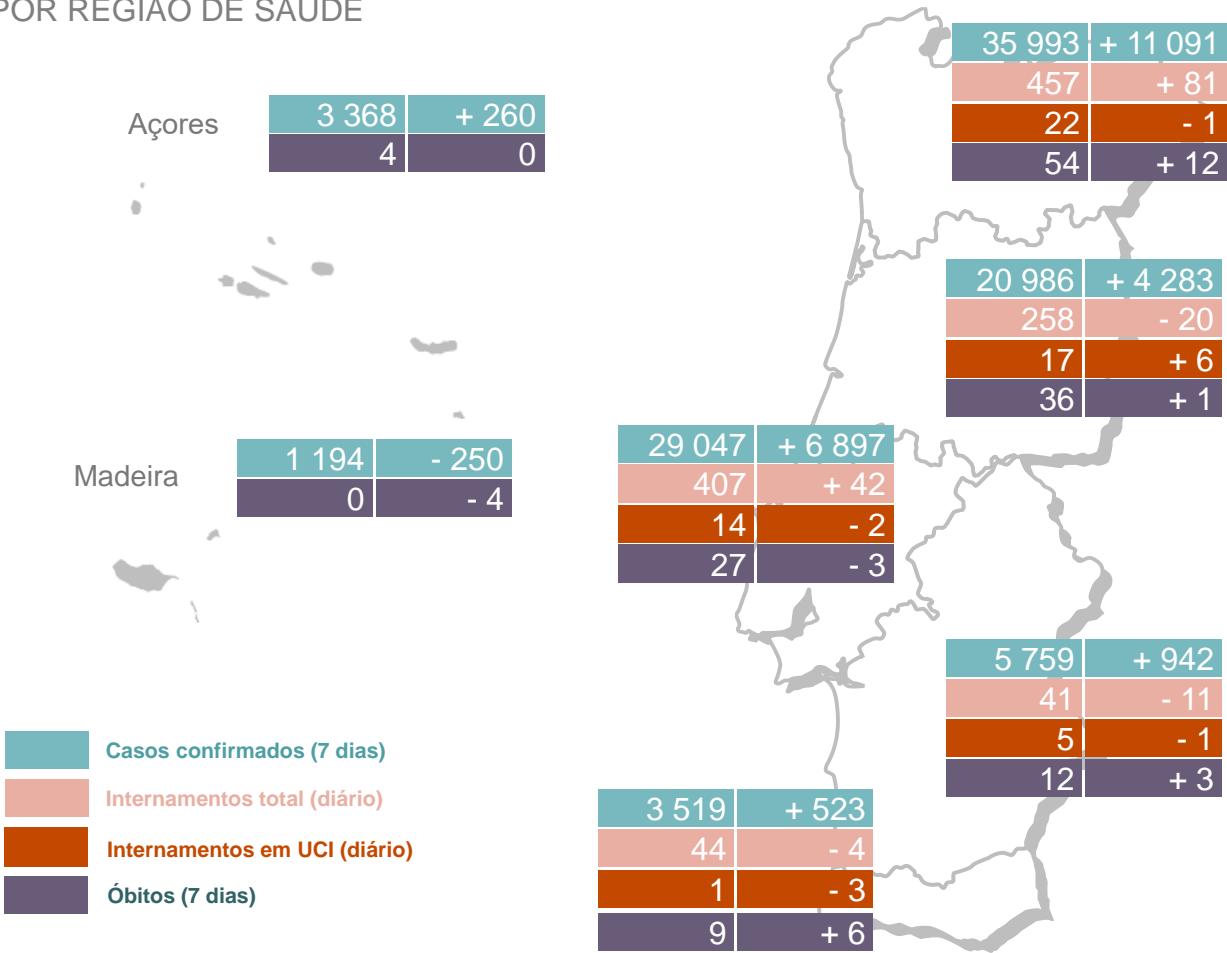 POR REGIÃO DE SAÚDE
35 993 + 11 091
457 + 81
22 - 1
54 + 12
Açores
3 368 + 260
4 0
20 986 + 4 283
258 - 20
17 + 6
36 + 1
Madeira
1 194 - 250
0 - 4
29 047 + 6 897
407 + 42
14 - 2
27 - 3
5 759 + 942
41 - 11
5 - 1
12 + 3
Casos confirmados (7 dias)
Internamentos total (diário)
Internamentos em UCI (diário)
Óbitos (7 dias)
3 519 + 523
44 - 4
1 - 3
9 + 6